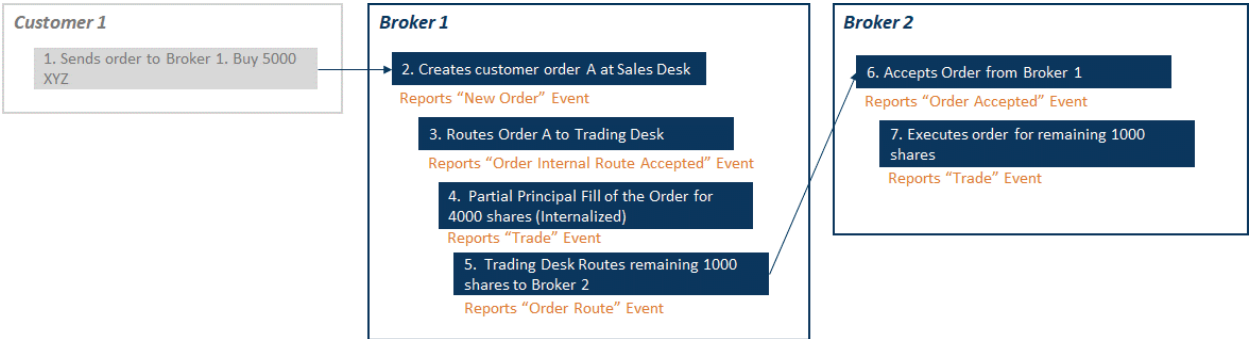 Customer 1
1. Sends order to Broker 1. Buy 5000
XYZ
Broker 1
2. Creates customer order A at Sales Desk
Reports “New Order” Event
3. Routes Order A to Trading Desk
Reports “Order Internal Route Accepted” Event
4. Partial Principal Fill of the Order for
4000 shares (Internalized)
Reports “Trade” Event
5. Trading Desk Routes remaining 1000
shares to Broker 2
Reports “Order Route” Event
Broker 2
6. Accepts Order from Broker 1
Reports “Order Accepted” Event
7. Executes order for remaining 1000
shares
Reports “Trade” Event